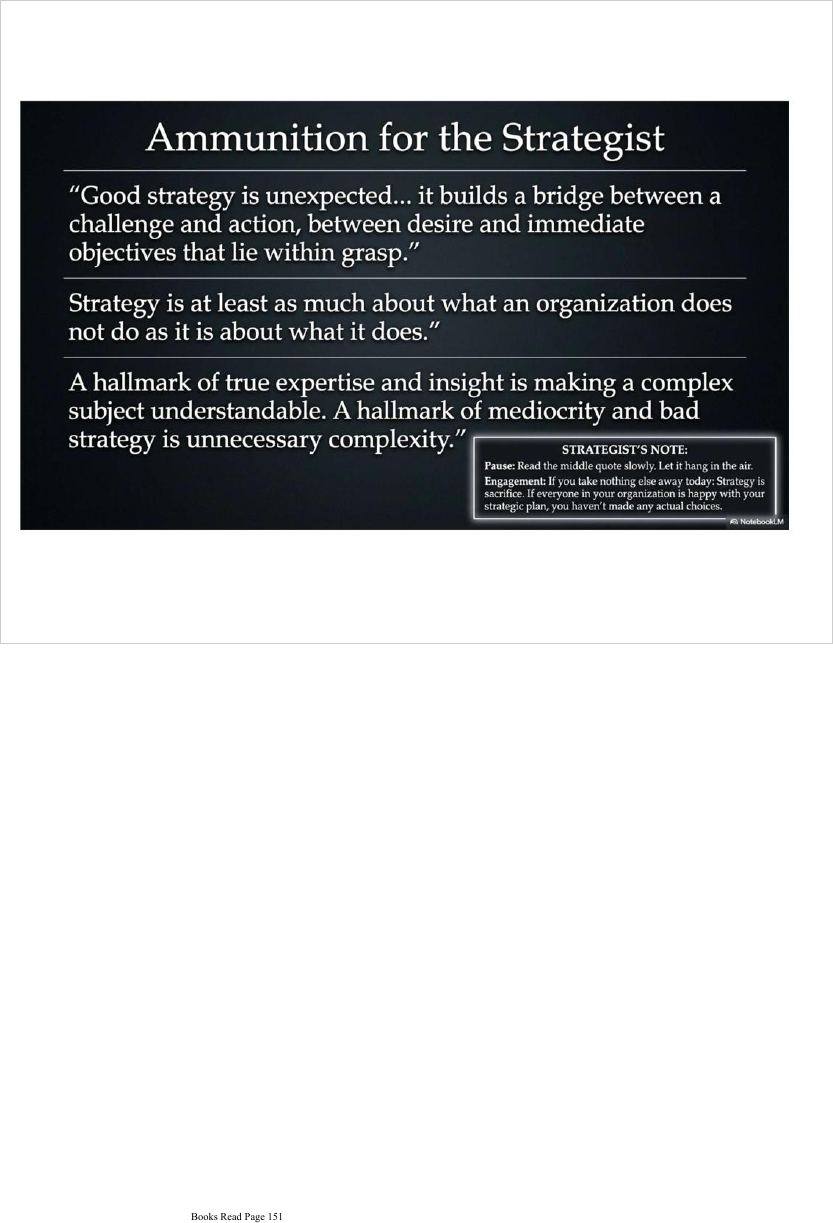 Ammunition for the Strategist
“Good strategy is unexpected... it builds a bridge between a
challenge and action, between desire and immediate
objectives that lie within grasp.”
Strategy is at least as much about what an organization does
not do as it is about what it does.”
A hallmark of true expertise and insight is making a complex
subject understandable. A hallmark of mediocrity and bad
strategy is unnecessary complexity.”
STRATEGIST’S NOTE:
Pause: Read the middle quote slowly. Let it hang in the air.
Engagement: If you take nothing else away today: Strategy is
sacrifice. If everyone in your organization is happy with your
strategic plan, you haven’t made any actual choices.
NotebookLM
Books Read Page 151